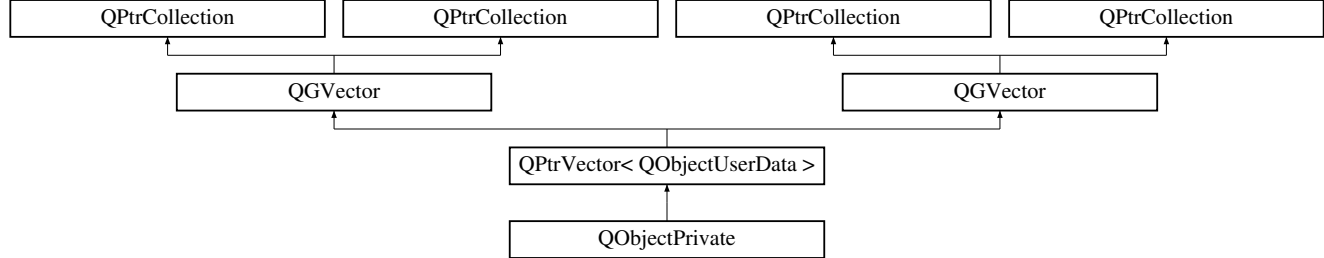 QPtrCollection
QPtrCollection
QPtrCollection
QPtrCollection
QGVector
QGVector
QPtrVector< QObjectUserData >
QObjectPrivate